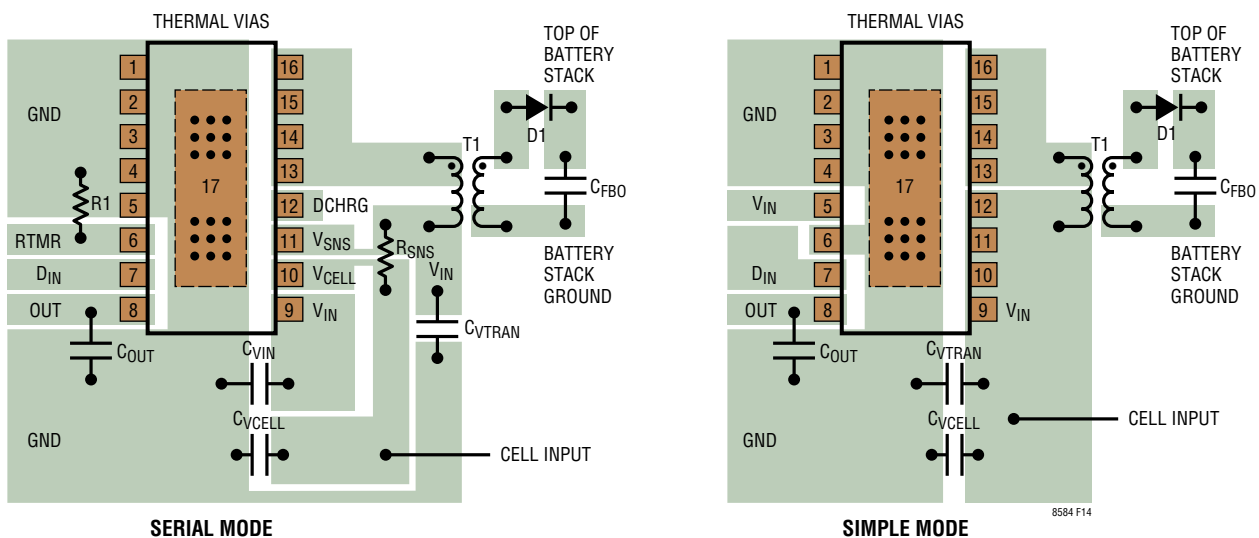 THERMAL VIAS
TOP OF
BATTERY
STACK
1
2
3
4
5
6
7
8
16
15
14
13
12
11
10
9
17
GND
R1
RTMR
DIN
OUT
COUT
GND
DCHRG
VSNS
VCELL
VIN
RSNS
VIN
CVTRAN
CVIN
CVCELL
CELL INPUT
T1
D1
CFBO
BATTERY
STACK
GROUND
SERIAL MODE
THERMAL VIAS
TOP OF
BATTERY
STACK
1
2
3
4
5
6
7
8
16
15
14
13
12
11
10
9
17
GND
VIN
DIN
OUT
COUT
GND
VIN
CVTRAN
CVCELL
CELL INPUT
T1
D1
CFBO
BATTERY
STACK
GROUND
8584 F14
SIMPLE MODE